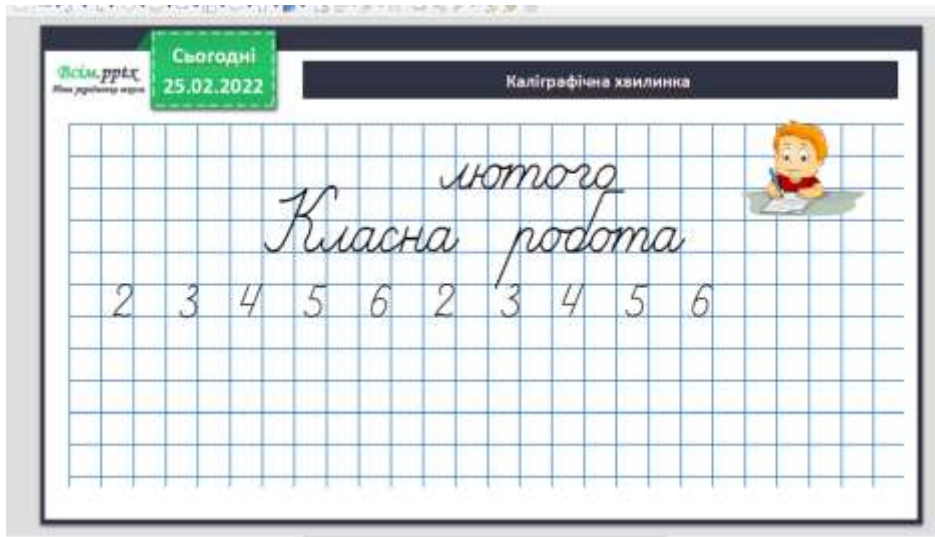 Всім.pptx
Сьогодні
25.02.2022
Каліграфічна хвилинка
лютого
Класна робота
2 3 4 5 6 2 3 4 5 6